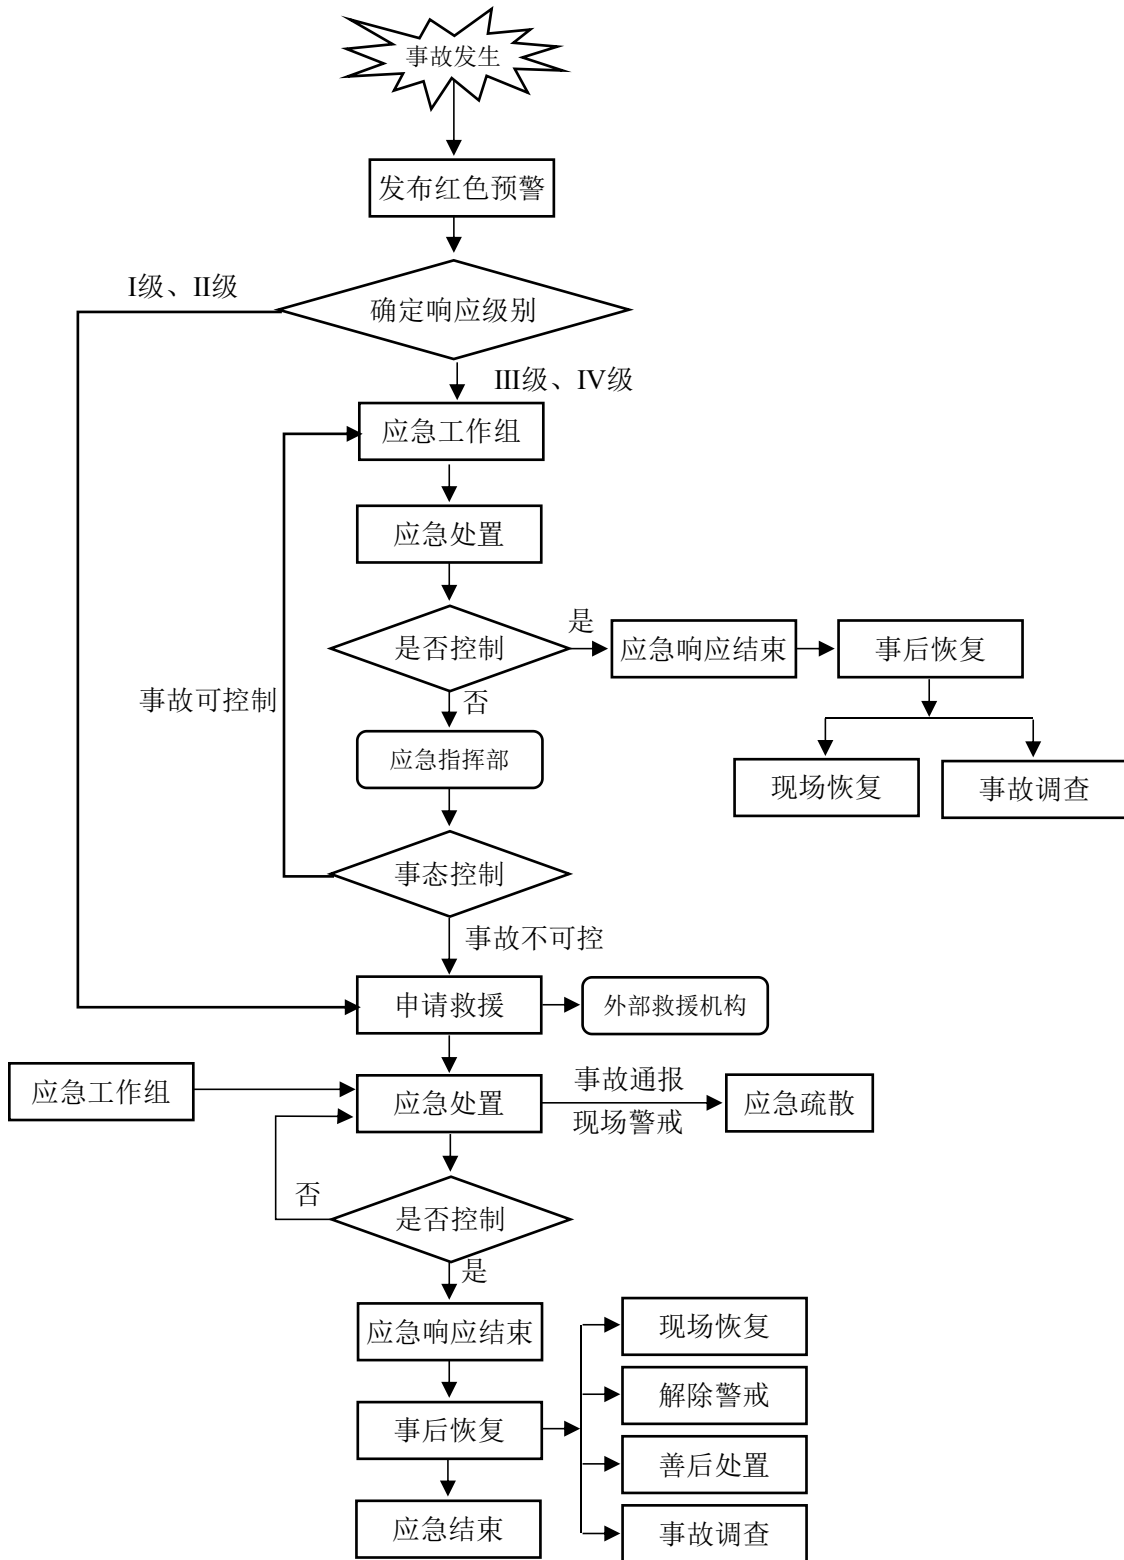 事故发生
发布红色预警
I级、II级
确定响应级别
III级、IV级
应急工作组
应急处置
是否控制
是
应急响应结束
事后恢复
事故可控制
否
应急指挥部
现场恢复
事故调查
事态控制
事故不可控
申请救援
外部救援机构
应急工作组
应急处置
事故通报
现场警戒
应急疏散
否
是否控制
是
应急响应结束
现场恢复
解除警戒
事后恢复
善后处置
应急结束
事故调查